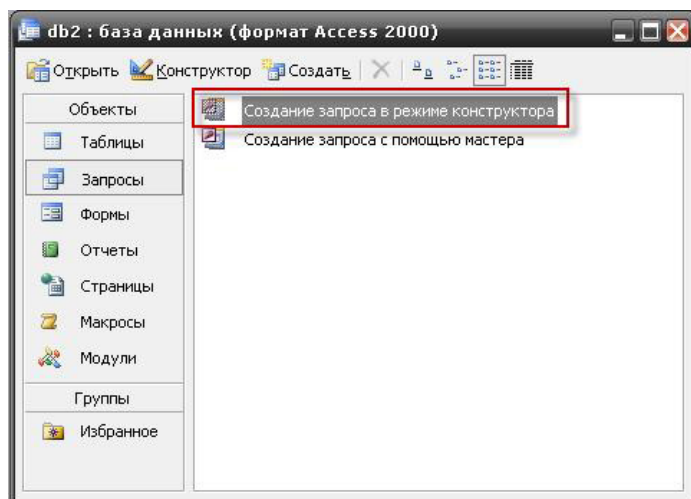 db2 : база данных (формат Access 2000)
Открыть Конструктор Создать
Объекты
Таблицы
Запросы
Формы
Отчеты
Страницы
Макросы
Модули
Группы
Избранное
Создание запроса в режиме конструктора
Создание запроса с помощью мастера